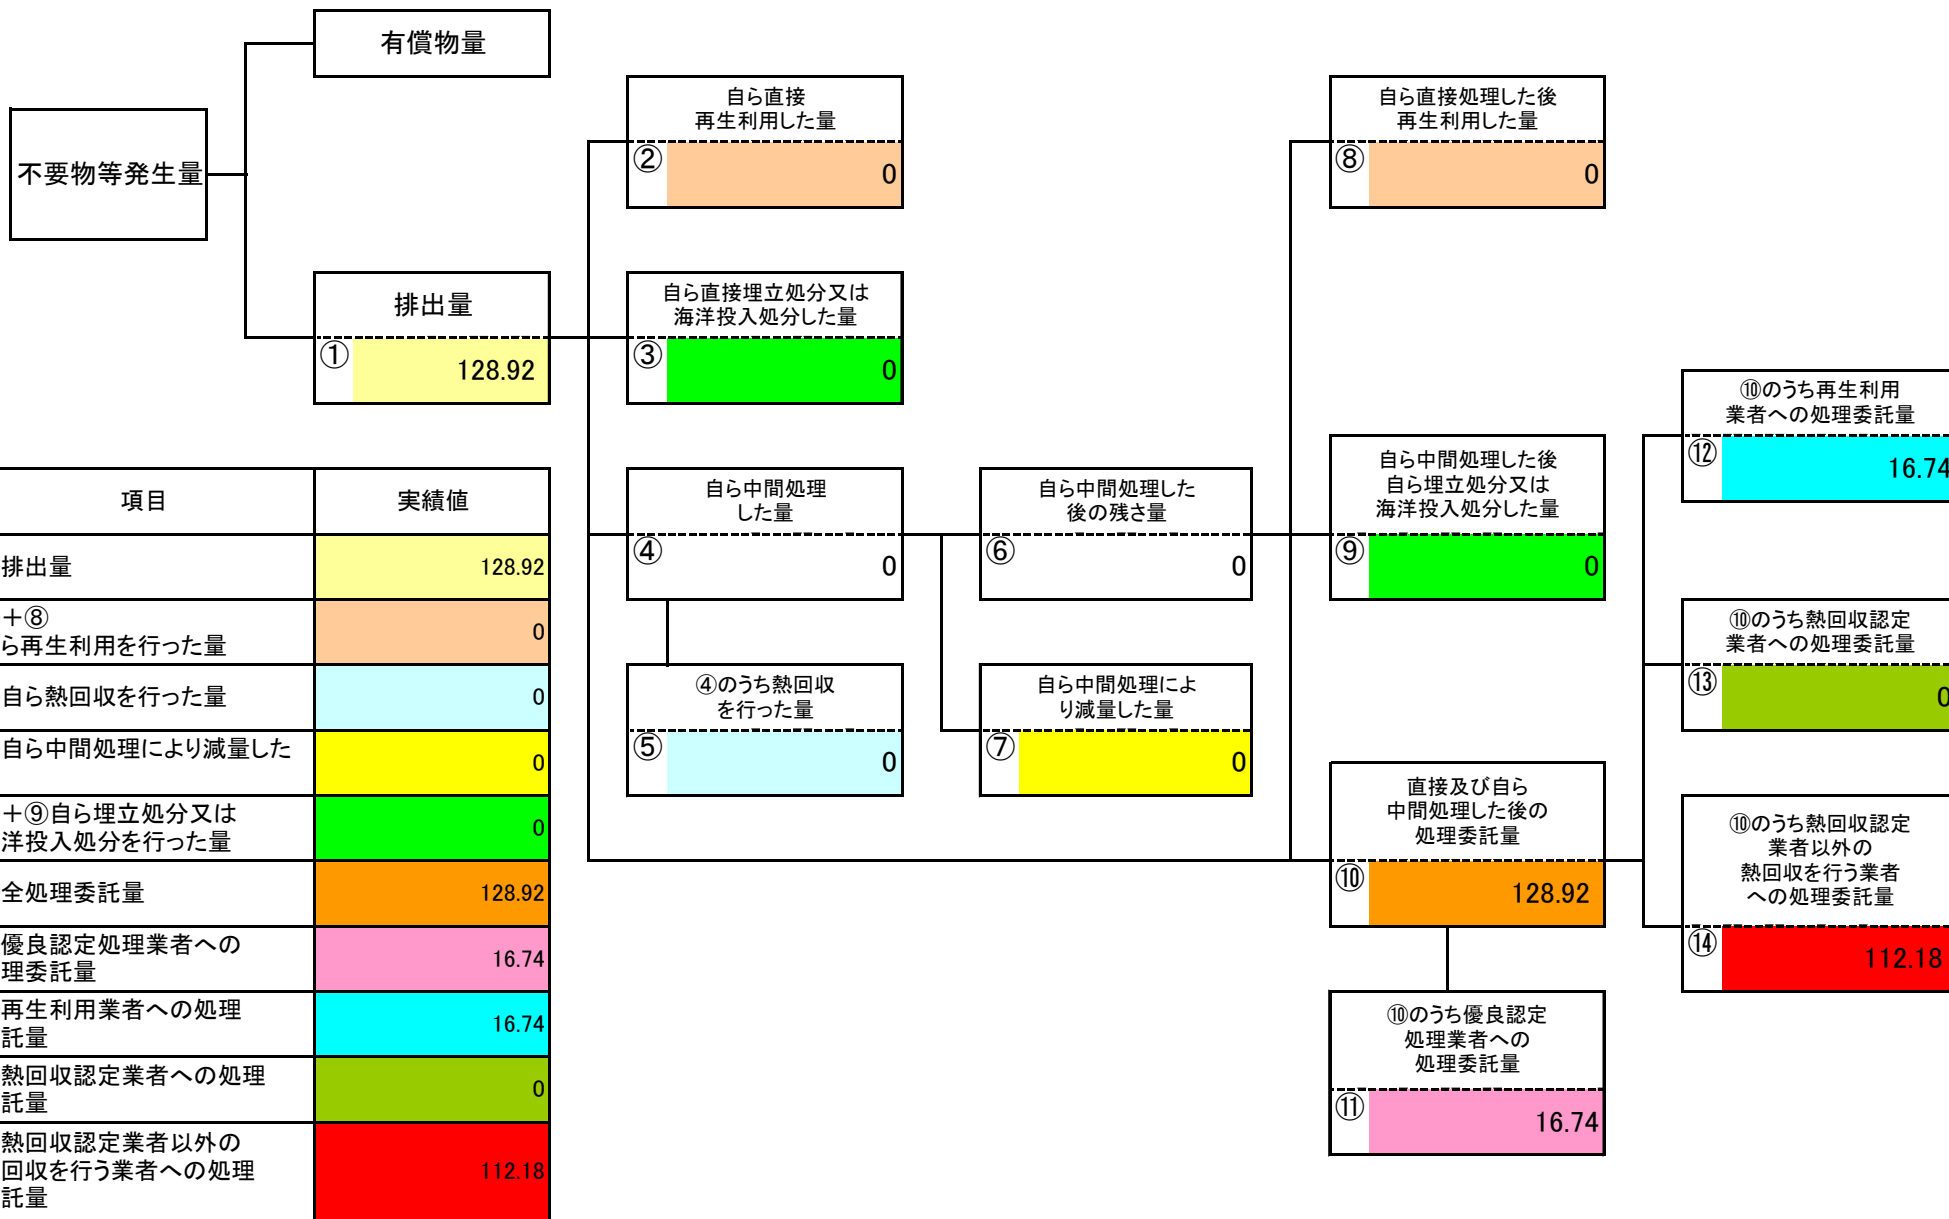 有償物量
不要物等発生量
排出量
①
128.92
自ら直接
再生利用した量
②
0
自ら直接埋立処分又は
海洋投入処分した量
③
0
自ら中間処理
した量
④
0
④のうち熱回収
を行った量
⑤
0
自ら中間処理した
後の残さ量
⑥
0
自ら中間処理によ
り減量した量
⑦
0
自ら直接処理した後
再生利用した量
⑧
0
自ら中間処理した後
自ら埋立処分又は
海洋投入処分した量
⑨
0
直接及び自ら
中間処理した後の
処理委託量
⑩
128.92
⑩のうち優良認定
処理業者への
処理委託量
⑪
16.74
⑩のうち再生利用
業者への処理委託量
⑫
16.74
⑩のうち熱回収認定
業者への処理委託量
⑬
0
⑩のうち熱回収認定
業者以外の
熱回収を行う業者
への処理委託量
⑭
112.18
項目
実績値
排出量
128.92
＋⑧
ら再生利用を行った量
0
自ら熱回収を行った量
0
自ら中間処理により減量した
0
＋⑨自ら埋立処分又は
洋投入処分を行った量
0
全処理委託量
128.92
優良認定処理業者への
理委託量
16.74
再生利用業者への処理
託量
16.74
熱回収認定業者への処理
託量
0
熱回収認定業者以外の
回収を行う業者への処理
託量
112.18